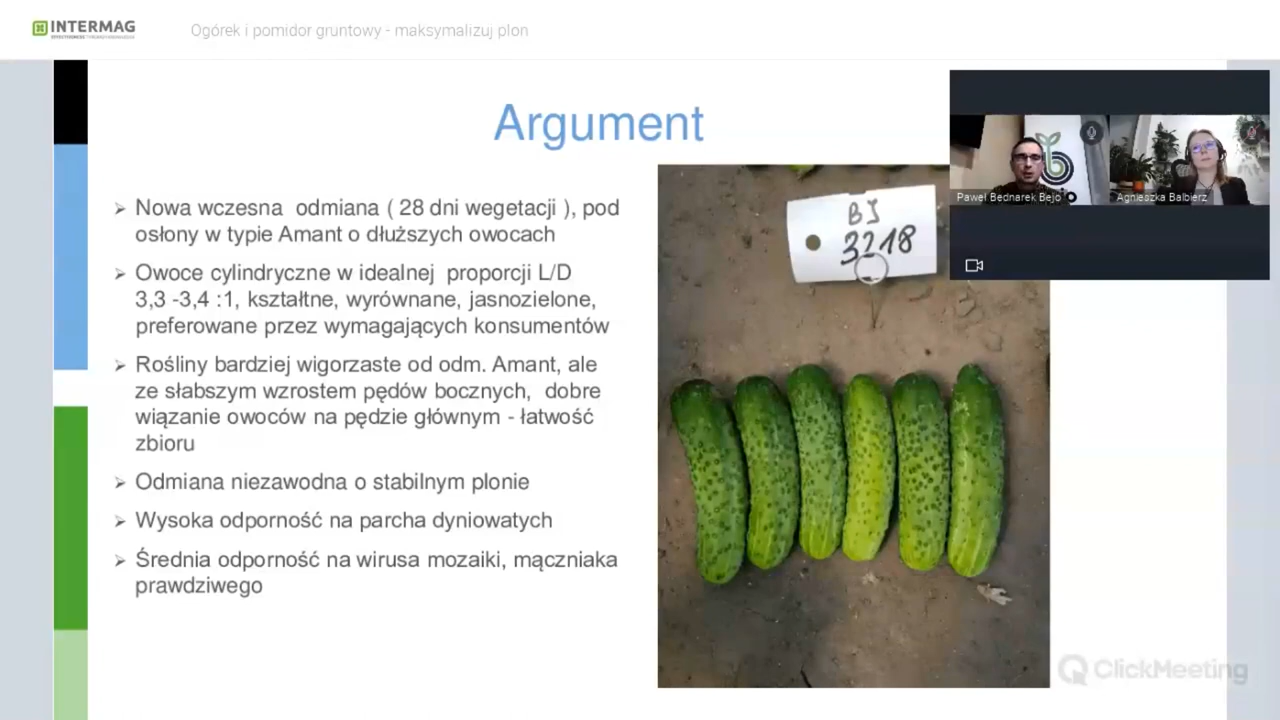 INTERMAG
Ogórek i pomidor gruntowy - maksymalizuj plon
Argument
Nowa wczesna odmiana ( 28 dni wegetacji ), pod
osłony w typie Amant o dłuższych owocach
Owoce cylindryczne w idealnej proporcji L/D
3,3 -3,4 :1, kształtne, wyrównane, jasnozielone,
preferowane przez wymagających konsumentów
Rośliny bardziej wigorzaste od odm. Amant, ale
ze słabszym wzrostem pędów bocznych, dobre
wiązanie owoców na pędzie głównym - łatwość
zbioru
Odmiana niezawodna o stabilnym plonie
Wysoka odporność na parcha dyniowatych
Średnia odporność na wirusa mozaiki, mączniaka
prawdziwego
BJ
3218
Paweł Bednarek Bejo
Agnieszka Balbierz
ClickMeeting